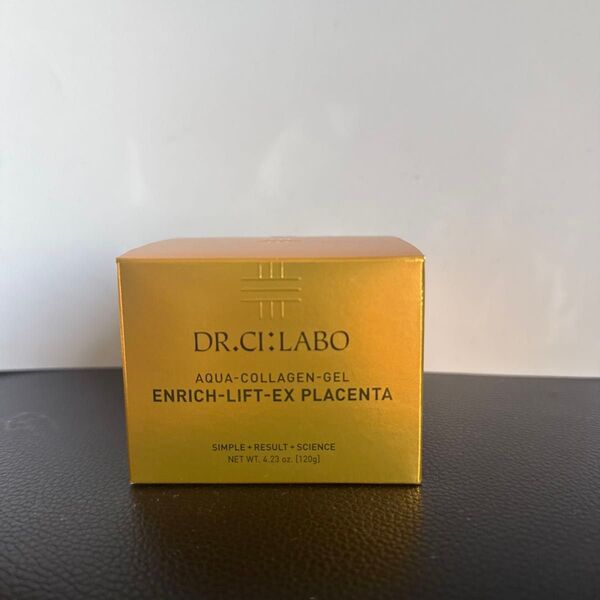 DR.CI:LABO
AQUA-COLLAGEN-GEL
ENRICH-LIFT-EX PLACENTA
SIMPLE + RESULT + SCIENCE
NET WT. 4.23 oz. [120g]